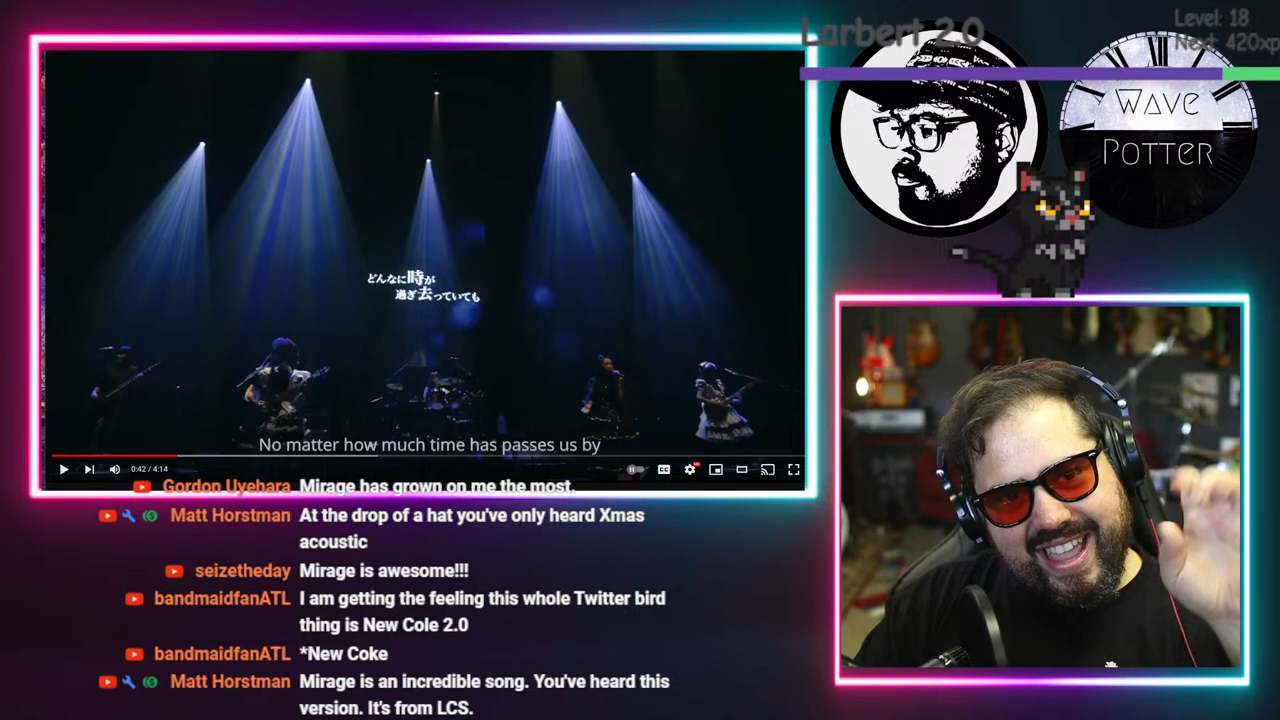 Larbert 2.0
Level: 18
Next: 420xp
WAVE
POTTER
どんなに時が
過ぎ去っていても
No matter how much time has passes us by
0:42 / 4:14
Gordon Uyehara Mirage has grown on me the most.
Matt Horstman At the drop of a hat you've only heard Xmas
acoustic
seizetheday Mirage is awesome!!!
bandmaidfanATL I am getting the feeling this whole Twitter bird
thing is New Cole 2.0
bandmaidfanATL *New Coke
Matt Horstman Mirage is an incredible song. You've heard this
version. It's from LCS.